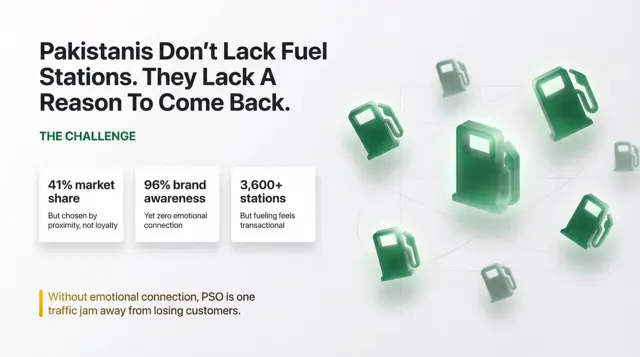 Pakistanis Don't Lack Fuel
Stations. They Lack A
Reason To Come Back.
THE CHALLENGE
41% market
share
But chosen by
proximity, not loyalty
96% brand
awareness
Yet zero emotional
connection
3,600+
stations
But fueling feels
transactional
Without emotional connection, PSO is one
traffic jam away from losing customers.